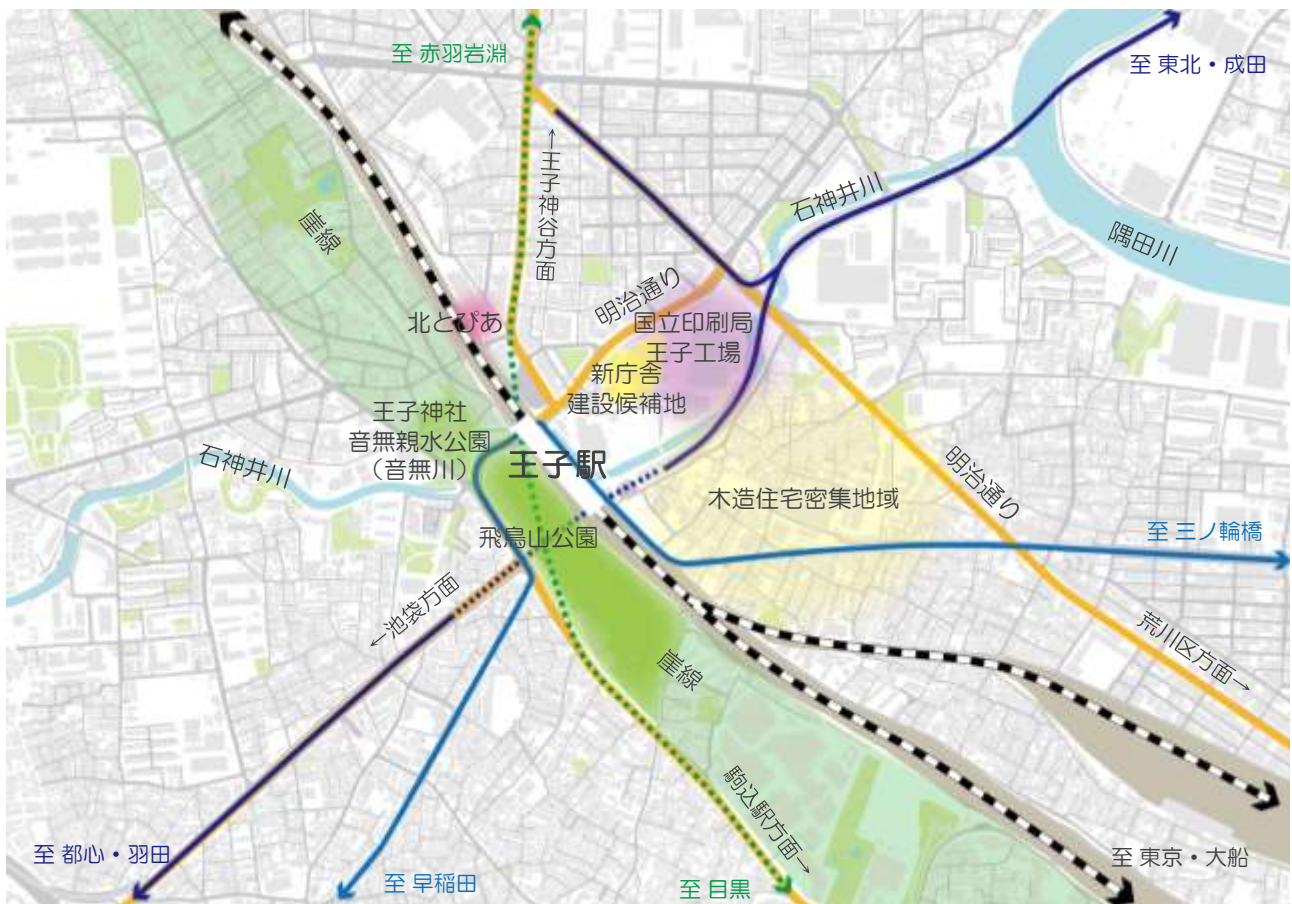 至 赤羽岩淵
至 東北・成田
←王子神谷方面
石神井川
隅田川
崖線
明治通り
北とぴあ
国立印刷局
王子工場
新庁舎
建設候補地
王子神社
音無親水公園
（音無川）
石神井川
王子駅
明治通り
木造住宅密集地域
飛鳥山公園
至 三ノ輪橋
←池袋方面
荒川区方面→
崖線
駒込駅方面→
至 都心・羽田
至 早稲田
至 目黒
至 東京・大船